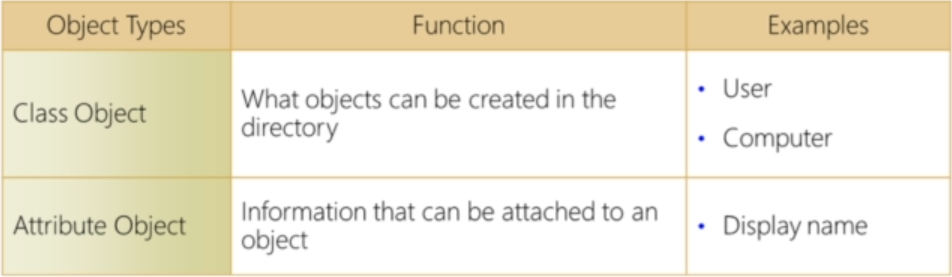 Object Types Function Examples
Class Object
What objects can be created in the
directory
• User
• Computer
Attribute Object
Information that can be attached to an
object
• Display name